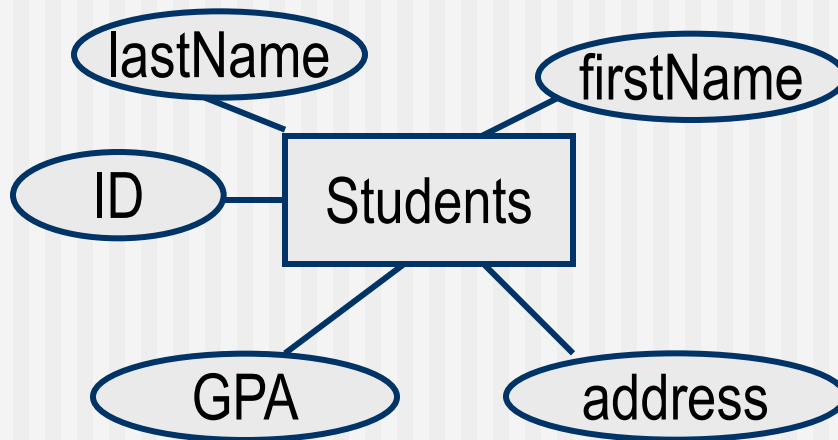 lastName
firstName
ID
Students
GPA
address